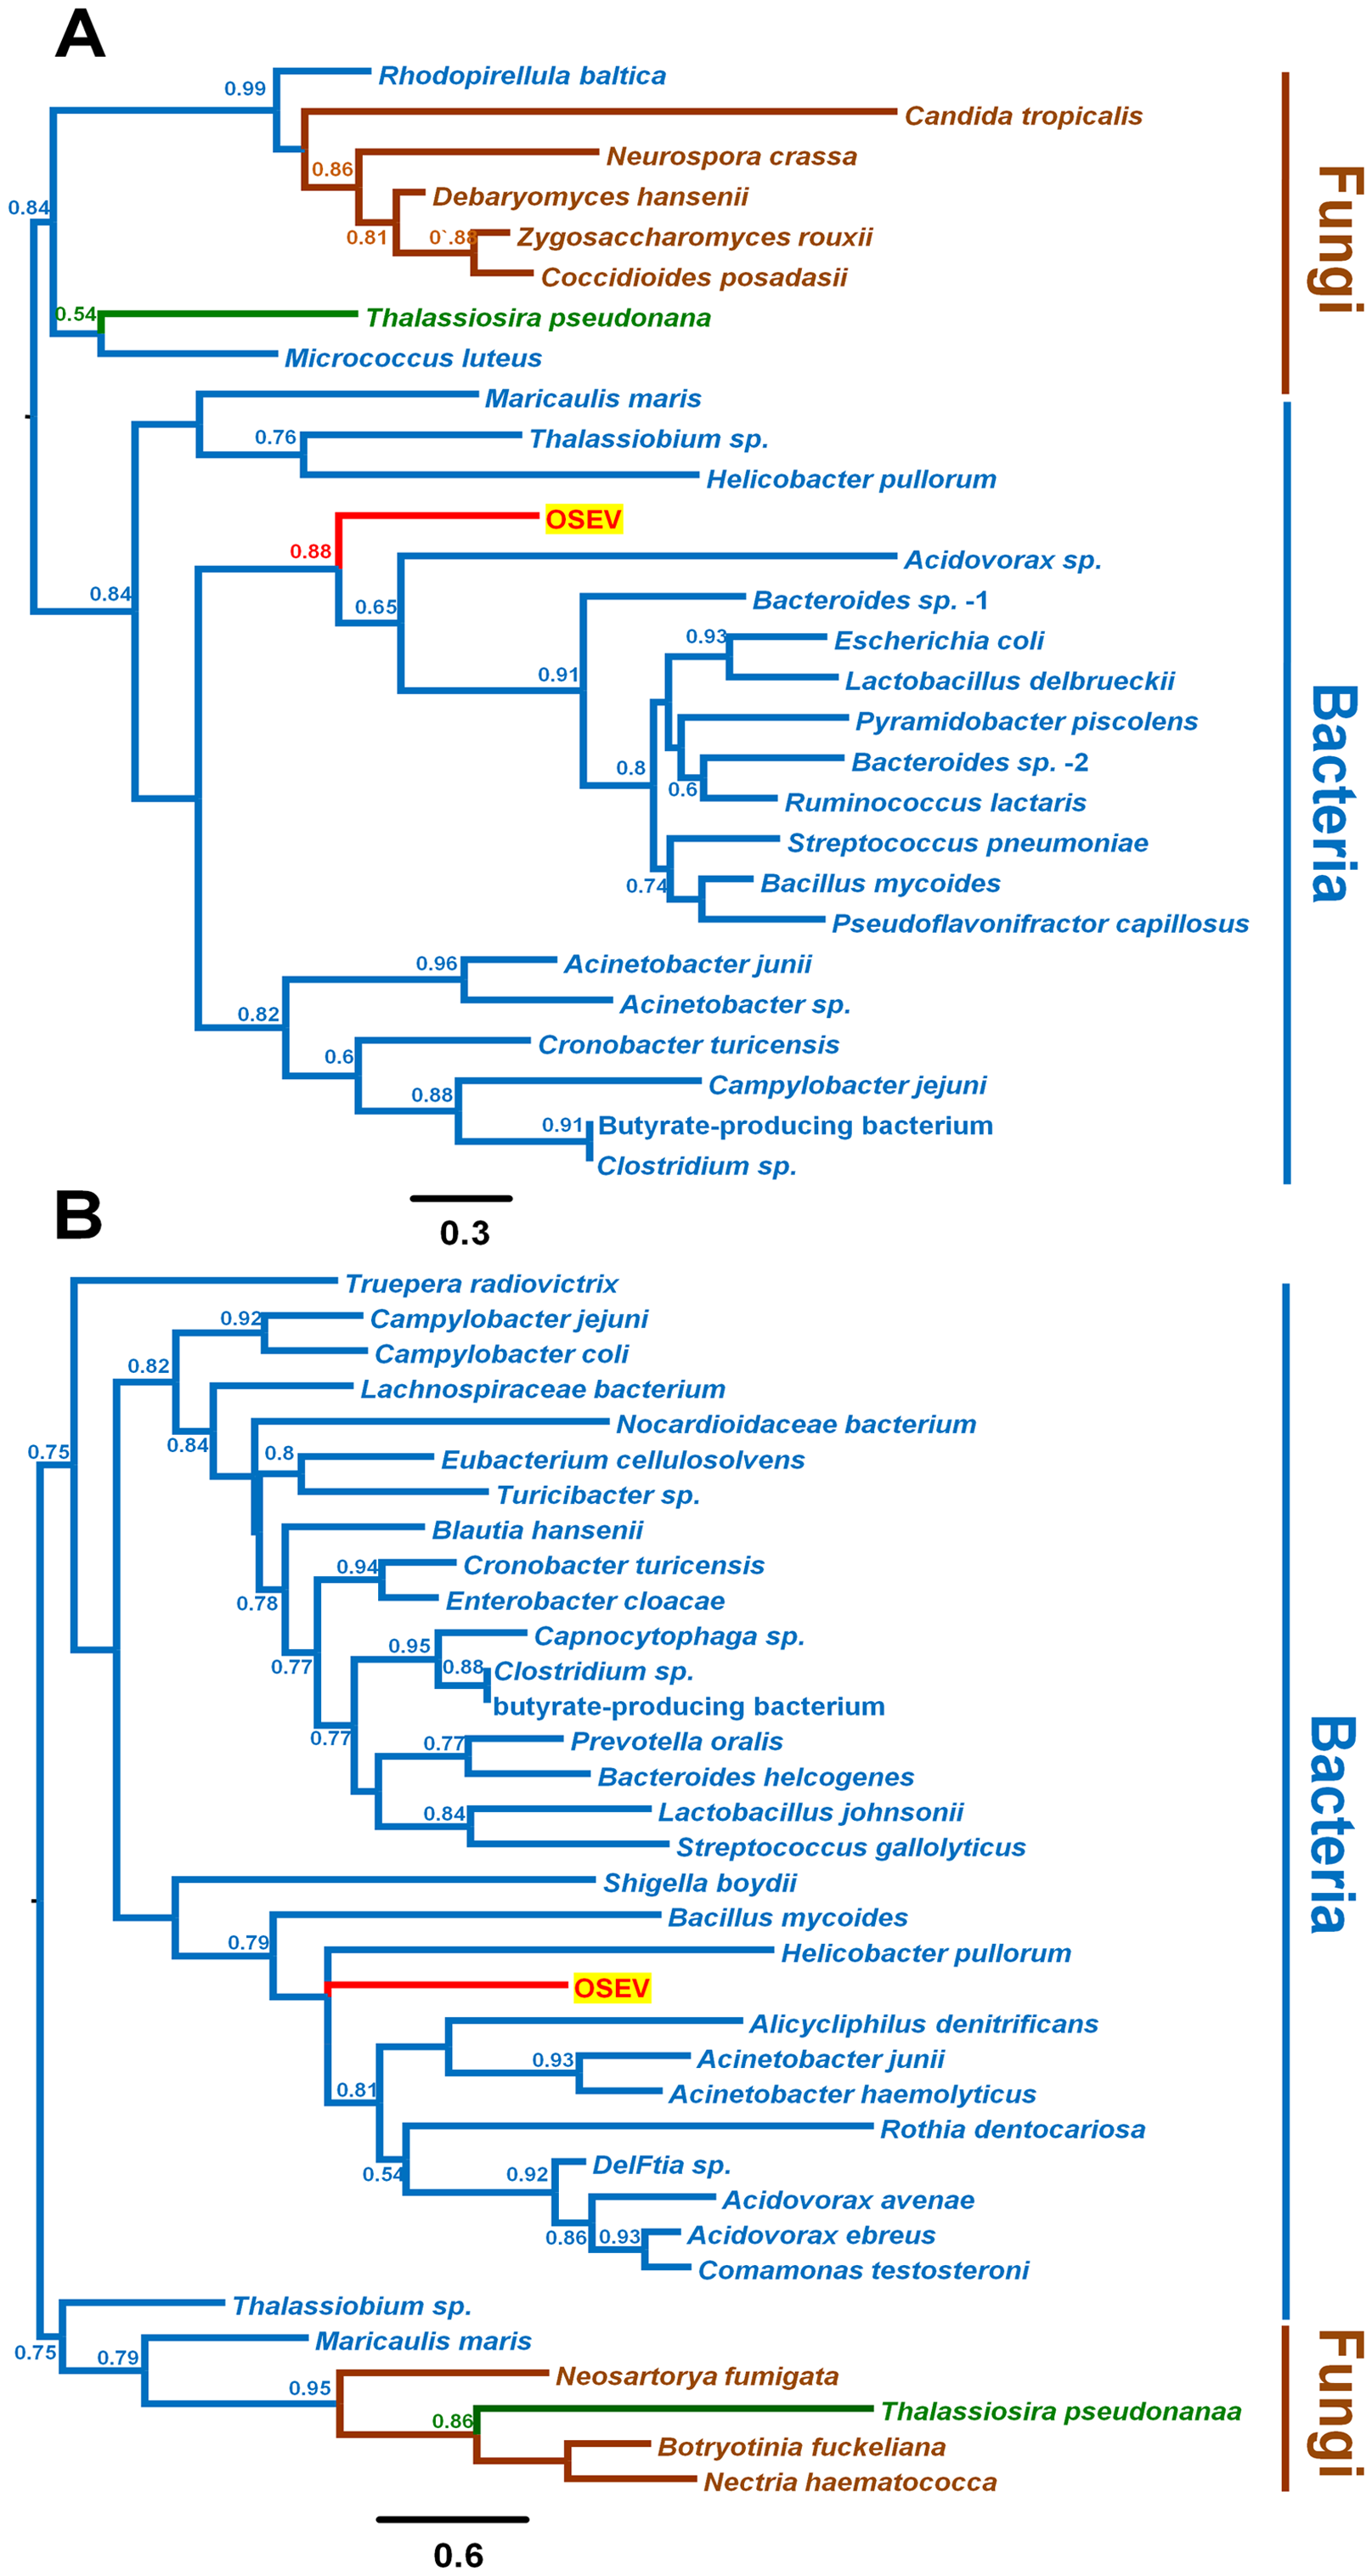 A
0.99
Rhodopirellula baltica
Candida tropicalis
0.86
Neurospora crassa
Debaryomyces hansenii
0.84
0.81
0`.88
Zygosaccharomyces rouxii
Coccidioides posadasii
0.54
Thalassiosira pseudonana
Micrococcus luteus
Fungi
Maricaulis maris
0.76
Thalassiobium sp.
Helicobacter pullorum
OSEV
0.88
Acidovorax sp.
0.84
0.65
Bacteroides sp. -1
0.93
Escherichia coli
0.91
Lactobacillus delbrueckii
Pyramidobacter piscolens
0.8
Bacteroides sp. -2
0.6
Ruminococcus lactaris
Streptococcus pneumoniae
0.74
Bacillus mycoides
Pseudoflavonifractor capillosus
Bacteria
0.96
Acinetobacter junii
Acinetobacter sp.
0.82
Cronobacter turicensis
0.6
Campylobacter jejuni
0.88
0.91
Butyrate-producing bacterium
Clostridium sp.
0.3
B
Truepera radiovictrix
0.92
Campylobacter jejuni
Campylobacter coli
0.82
Lachnospiraceae bacterium
Nocardioidaceae bacterium
0.84
0.75
0.8
Eubacterium cellulosolvens
Turicibacter sp.
Blautia hansenii
0.94
Cronobacter turicensis
0.78
Enterobacter cloacae
Capnocytophaga sp.
0.95
0.77
0.88
Clostridium sp.
butyrate-producing bacterium
0.77
0.77
Prevotella oralis
Bacteroides helcogenes
0.84
Lactobacillus johnsonii
Streptococcus gallolyticus
Bacteria
Shigella boydii
Bacillus mycoides
0.79
Helicobacter pullorum
OSEV
Alicycliphilus denitrificans
0.93
Acinetobacter junii
0.81
Acinetobacter haemolyticus
Rothia dentocariosa
0.54
0.92
DelFtia sp.
Acidovorax avenae
0.86
0.93
Acidovorax ebreus
Comamonas testosteroni
Thalassiobium sp.
0.75
0.79
Maricaulis maris
0.95
Neosartorya fumigata
0.86
Thalassiosira pseudonanaa
Botryotinia fuckeliana
Nectria haematococca
Fungi
0.6